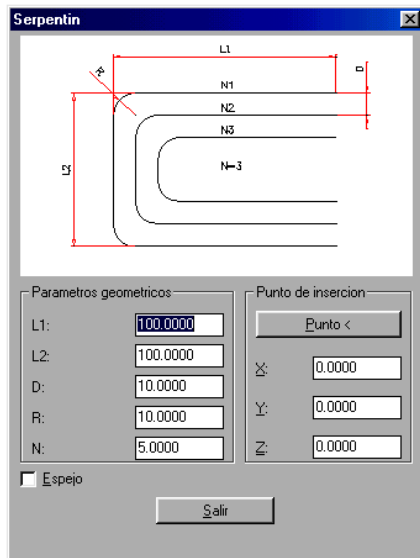 Serpentin
L1
R
D
N1
N2
L2
N3
N=3
Parametros geometricos
L1: 100.0000
L2: 100.0000
D: 10.0000
R: 10.0000
N: 5.0000
Punto de insercion
Punto <
X: 0.0000
Y: 0.0000
Z: 0.0000
Espejo
Salir